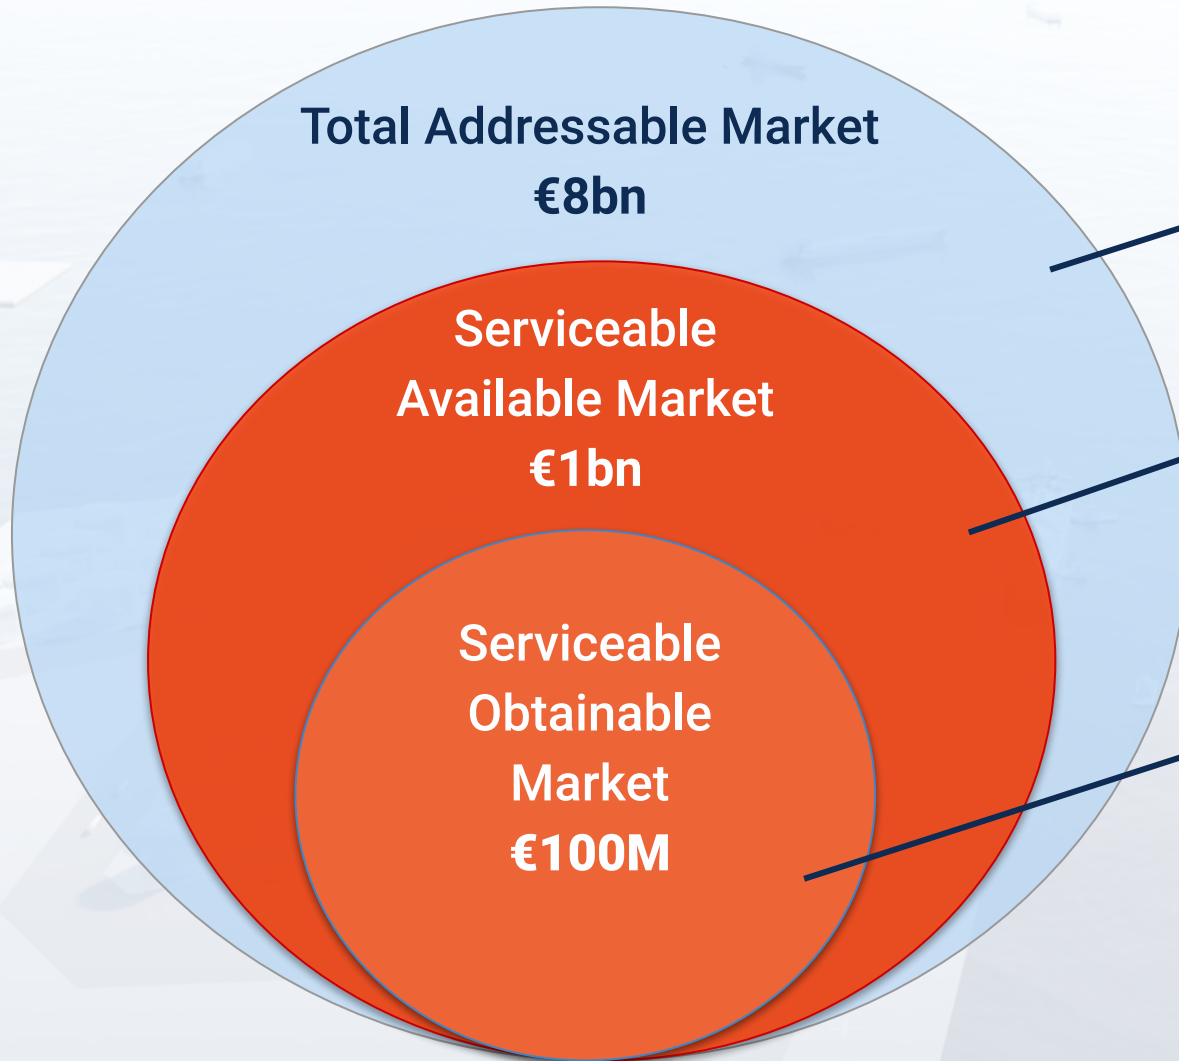 Total Addressable Market
€8bn
Serviceable
Available Market
€1bn
Serviceable
Obtainable
Market
€100M